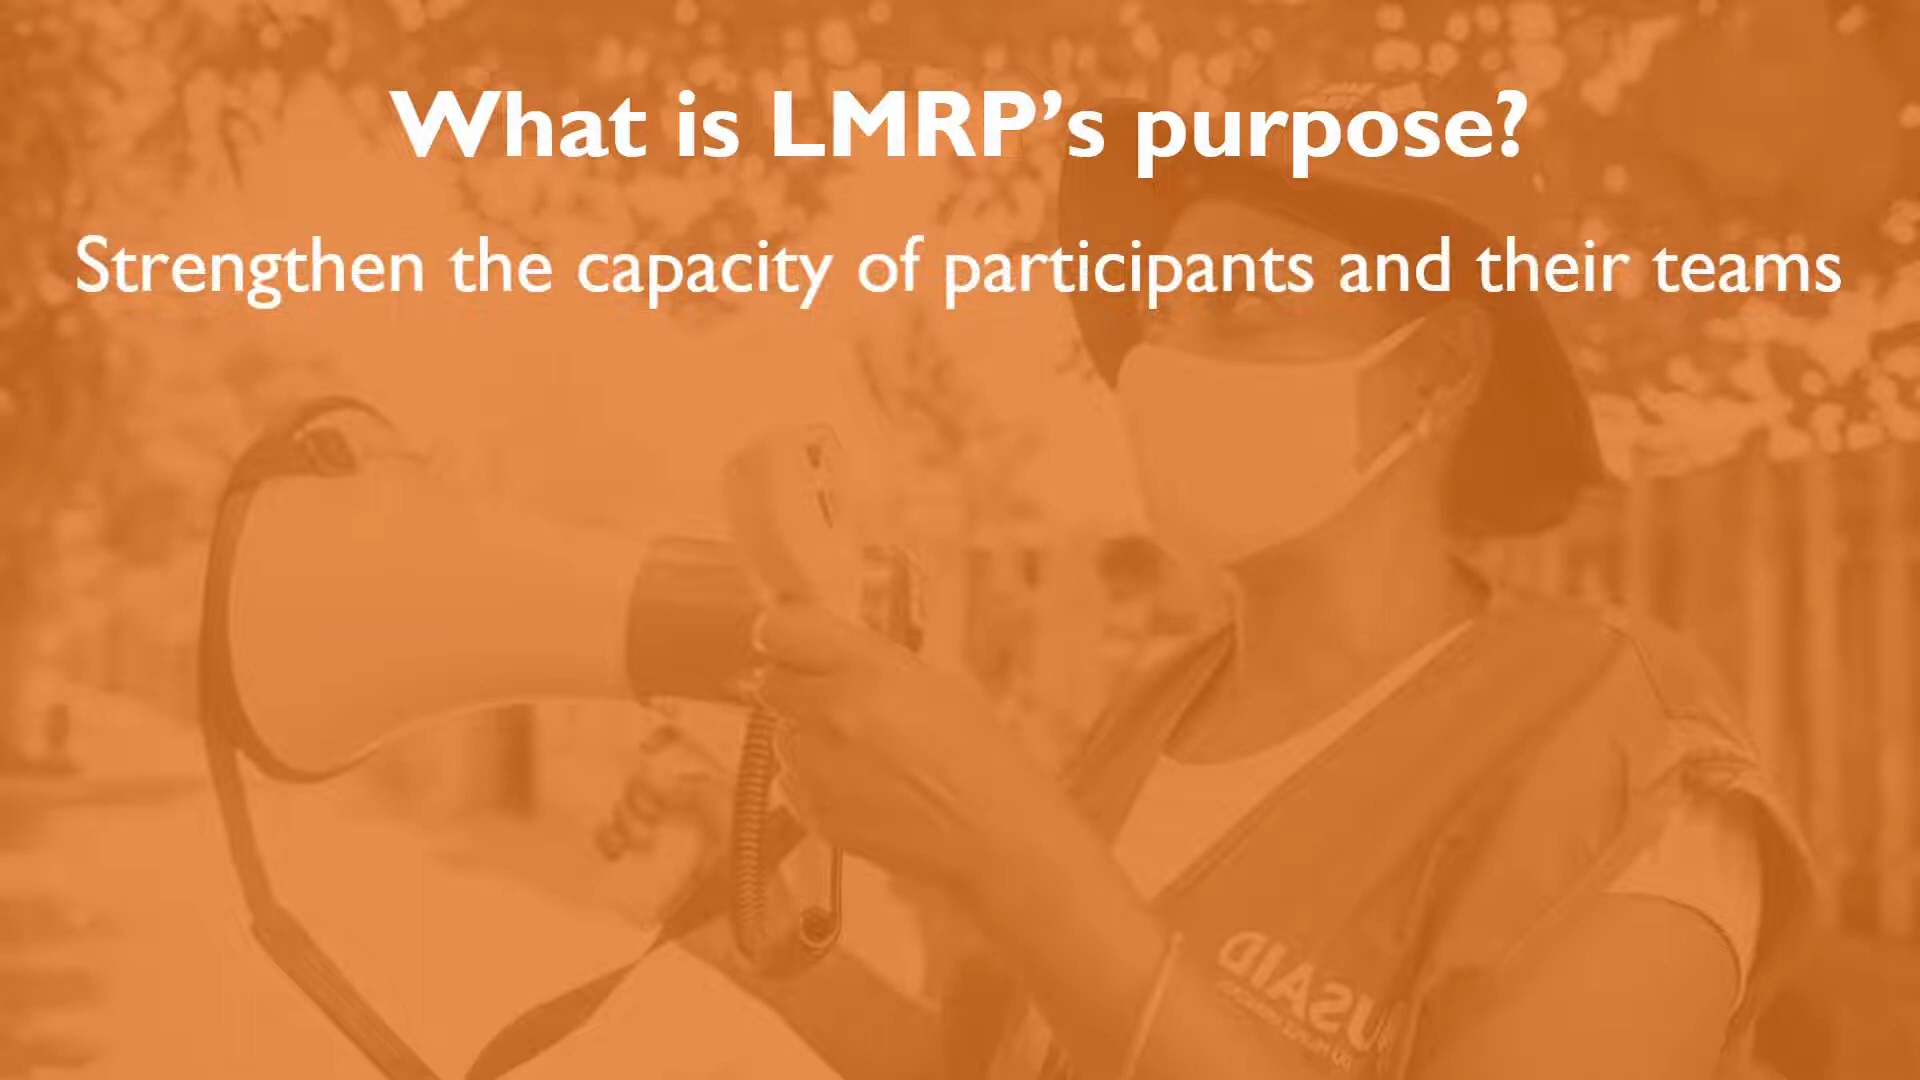 What is LMRP's purpose?
Strengthen the capacity of participants and their teams
USAID